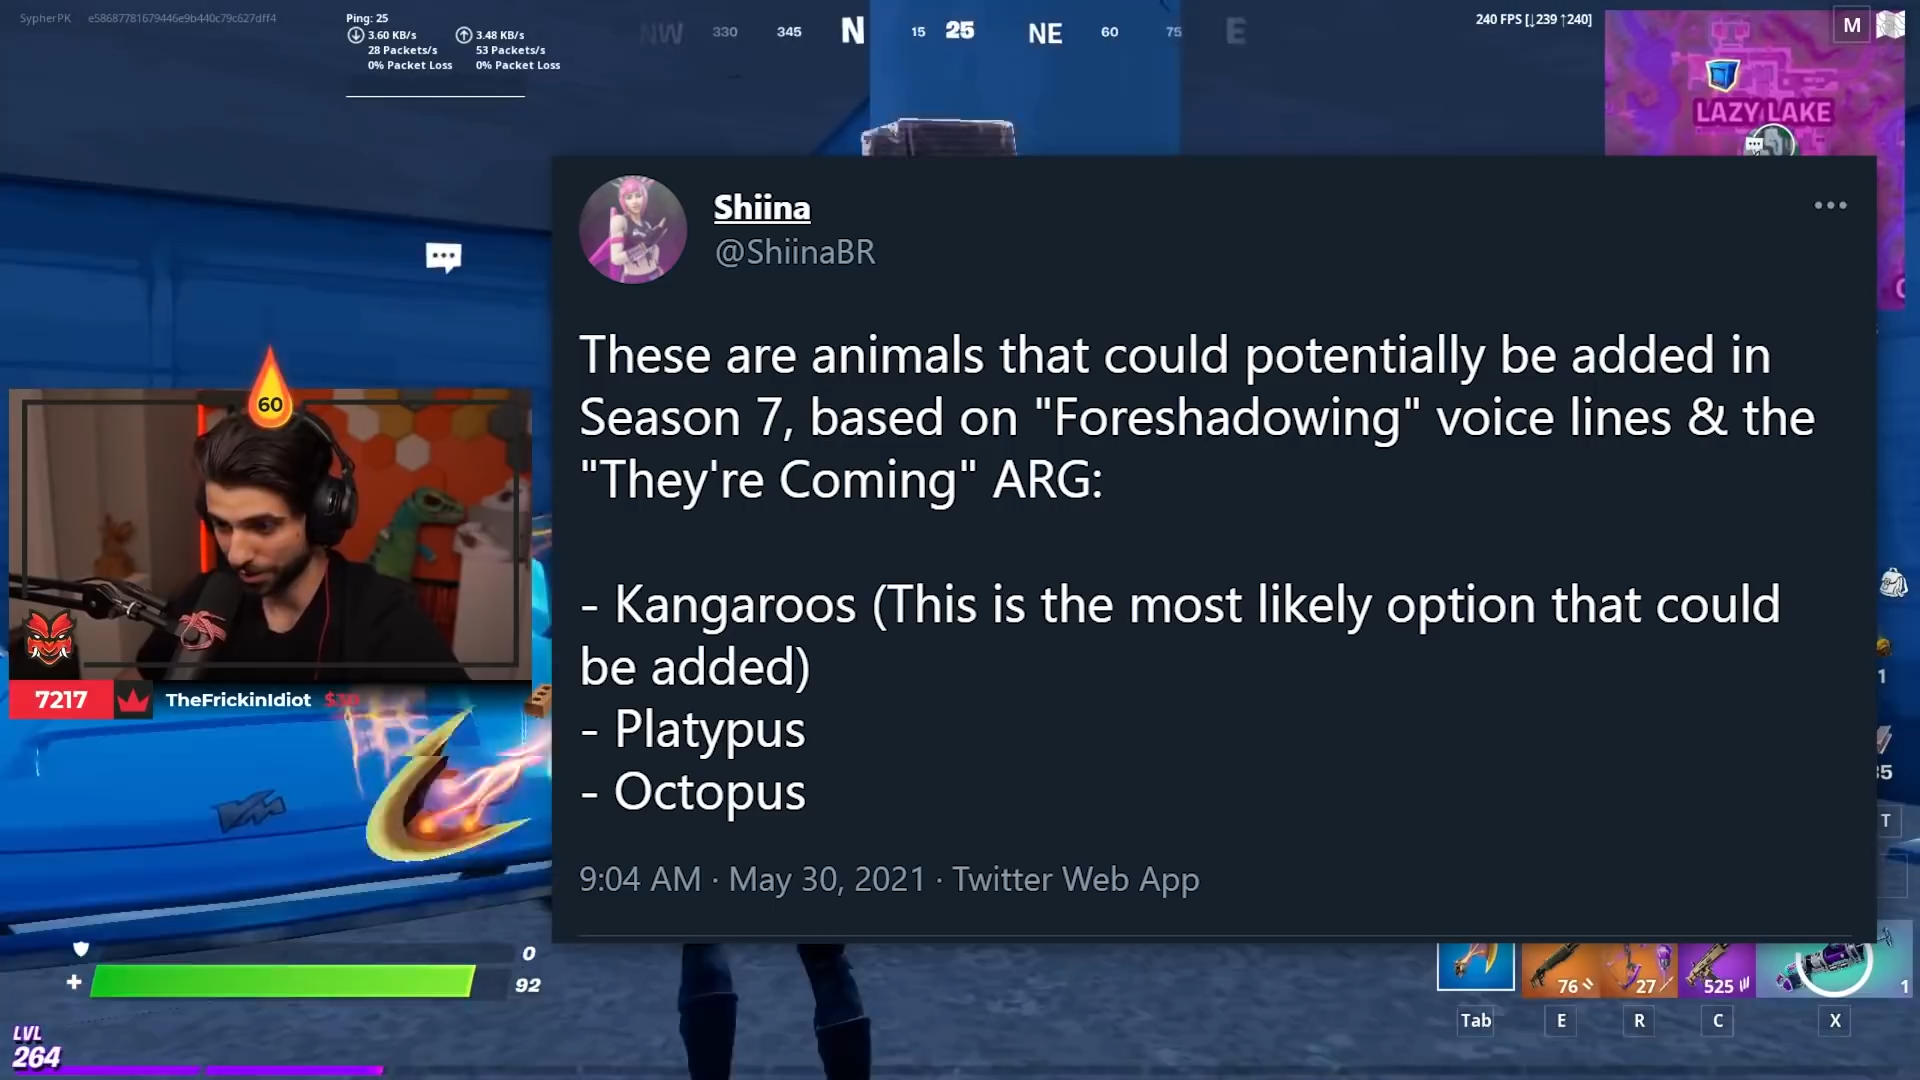 SypherPK e58687781679446e9b440c79c627dff4
Ping: 25
3.60 KB/s 3.48 KB/s
28 Packets/s 53 Packets/s
0% Packet Loss 0% Packet Loss
NW 330 345 N 15 25 NE 60 75 E
240 FPS [↓239 ↑240]
M
LAZY LAKE
Shiina
@ShiinaBR
These are animals that could potentially be added in
Season 7, based on "Foreshadowing" voice lines & the
"They're Coming" ARG:
- Kangaroos (This is the most likely option that could
be added)
- Platypus
- Octopus
9:04 AM · May 30, 2021 · Twitter Web App
60
7217 TheFrickinIdiot
1
T
0
92
LVL
264
76 27 525 1
Tab E R C X